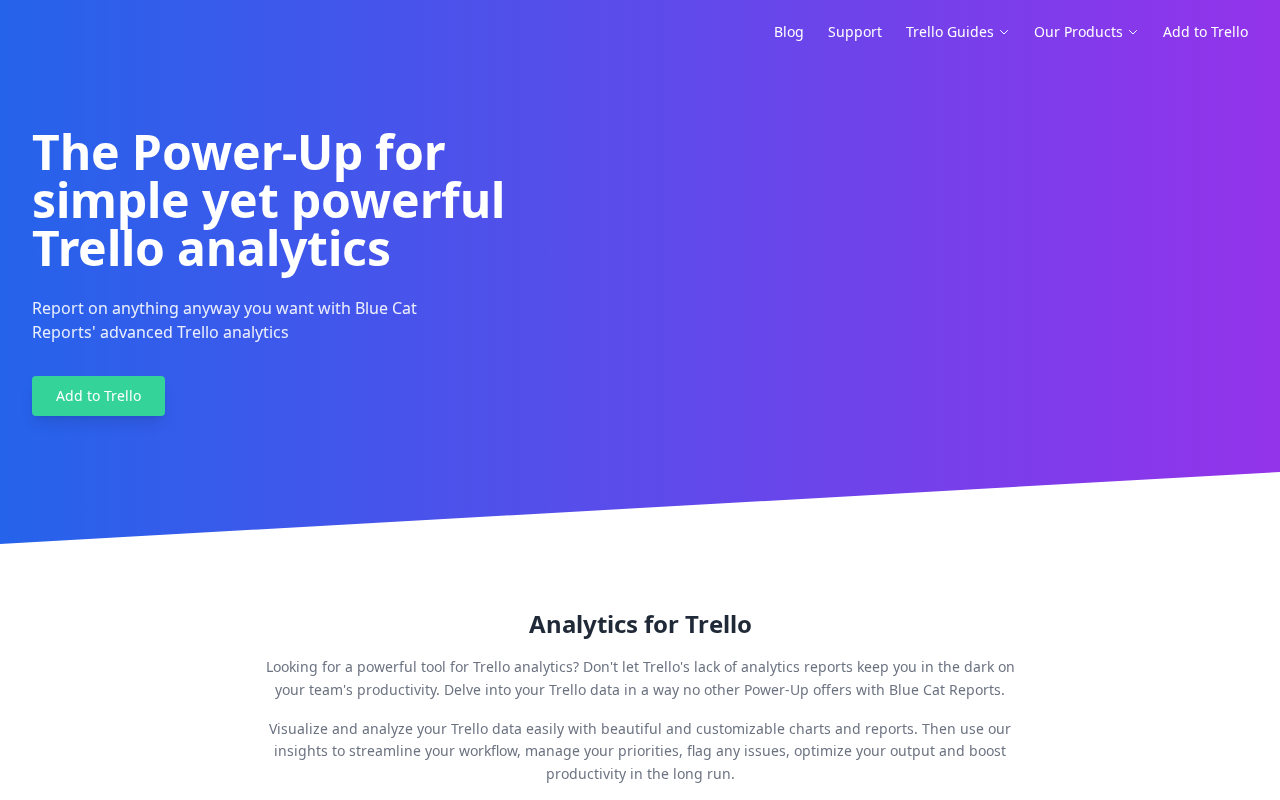 Blog
Support
Trello Guides
Our Products
Add to Trello
The Power-Up for
simple yet powerful
Trello analytics
Report on anything anyway you want with Blue Cat
Reports' advanced Trello analytics
Add to Trello
Analytics for Trello
Looking for a powerful tool for Trello analytics? Don't let Trello's lack of analytics reports keep you in the dark on
your team's productivity. Delve into your Trello data in a way no other Power-Up offers with Blue Cat Reports.
Visualize and analyze your Trello data easily with beautiful and customizable charts and reports. Then use our
insights to streamline your workflow, manage your priorities, flag any issues, optimize your output and boost
productivity in the long run.